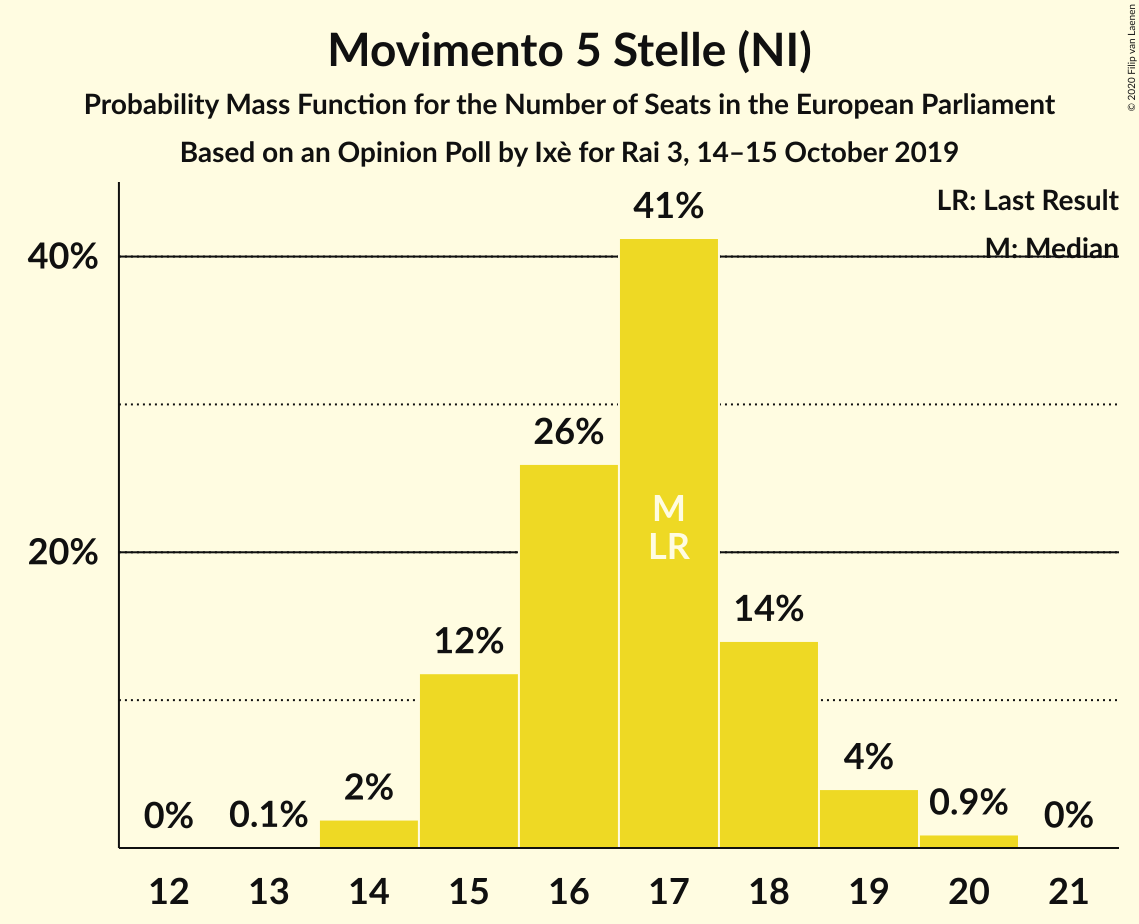 Movimento 5 Stelle (NI)
Probability Mass Function for the Number of Seats in the European Parliament
Based on an Opinion Poll by Ixè for Rai 3, 14–15 October 2019
© 2020 Filip van Laenen
LR: Last Result
M: Median
40%
20%
0%
0.1%
2%
12%
26%
41%
M
LR
14%
4%
0.9%
0%
12 13 14 15 16 17 18 19 20 21